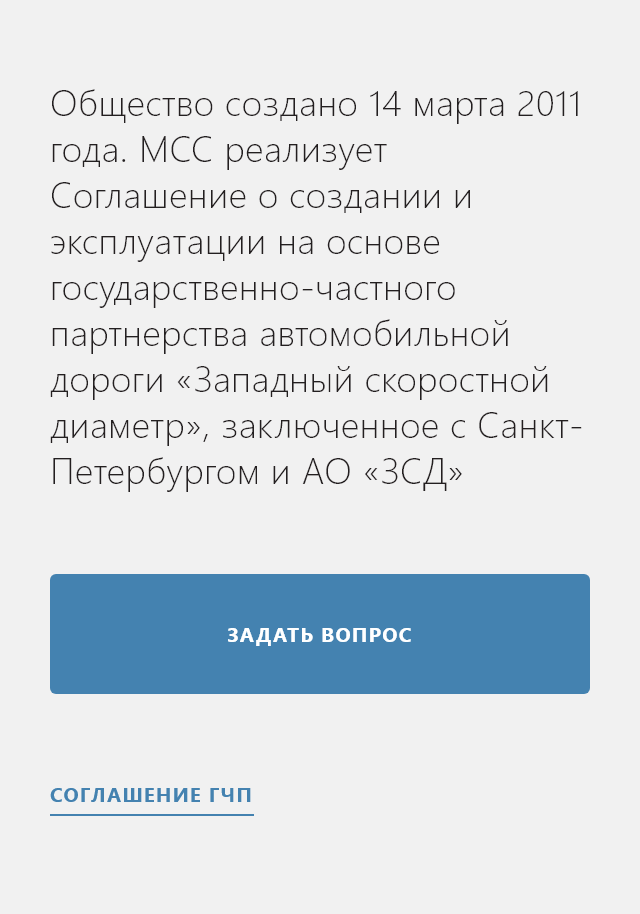 Общество создано 14 марта 2011
года. МСС реализует
Соглашение о создании и
эксплуатации на основе
государственно-частного
партнерства автомобильной
дороги «Западный скоростной
диаметр», заключенное с Санкт-
Петербургом и АО «ЗСД»
ЗАДАТЬ ВОПРОС
СОГЛАШЕНИЕ ГЧП